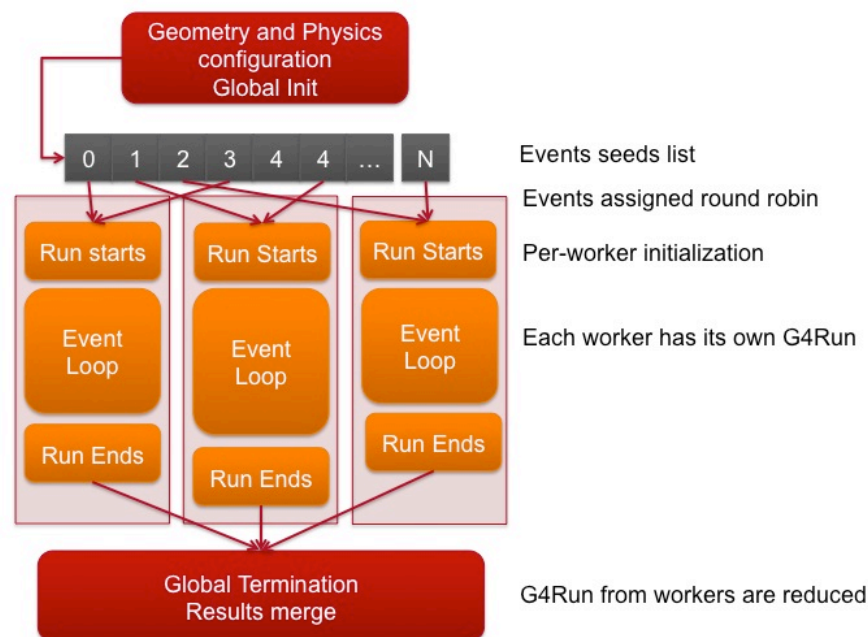 Geometry and Physics
configuration
Global Init
0 1 2 3 4 4 ... N
Events seeds list
Events assigned round robin
Run starts
Run Starts
Run Starts
Per-worker initialization
Event
Loop
Event
Loop
Event
Loop
Each worker has its own G4Run
Run Ends
Run Ends
Run Ends
Global Termination
Results merge
G4Run from workers are reduced